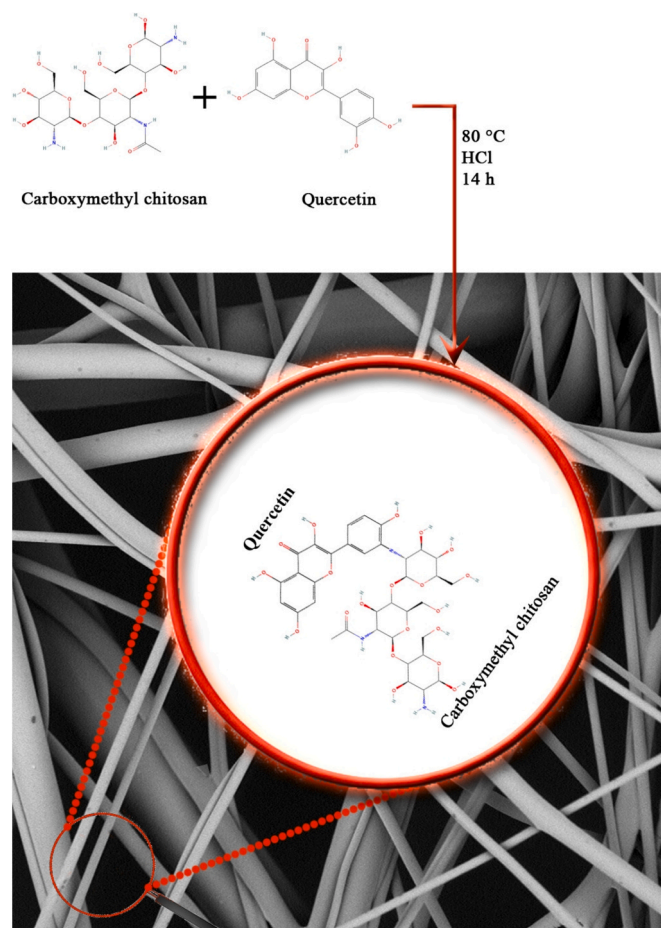 +
Carboxymethyl chitosan
Quercetin
80 °C
HCl
14 h
Quercetin
Carboxymethyl chitosan